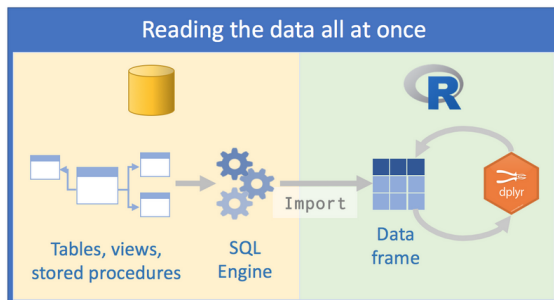 Reading the data all at once
R
Import
dplyr
Tables, views,
stored procedures
SQL
Engine
Data
frame